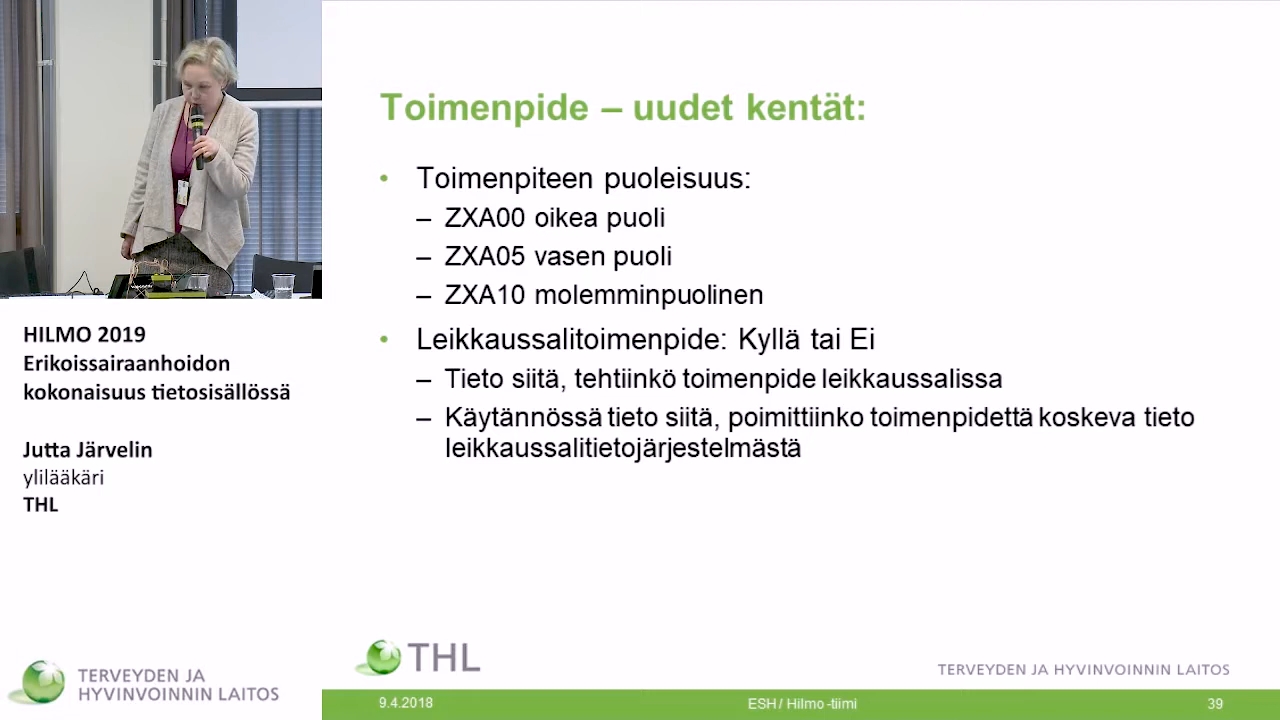 Toimenpide – uudet kentät:
• Toimenpiteen puoleisuus:
– ZXA00 oikea puoli
– ZXA05 vasen puoli
– ZXA10 molemminpuolinen
• Leikkaussalitoimenpide: Kyllä tai Ei
– Tieto siitä, tehtiinkö toimenpide leikkaussalissa
– Käytännössä tieto siitä, poimittiinko toimenpidettä koskeva tieto
leikkaussalitietojärjestelmästä
HILMO 2019
Erikoissairaanhoidon
kokonaisuus tietosisällössä
Jutta Järvelin
ylilääkäri
THL
TERVEYDEN JA
HYVINVOINNIN LAITOS
THL
TERVEYDEN JA HYVINVOINNIN LAITOS
9.4.2018
ESH / Hilmo -tiimi
39